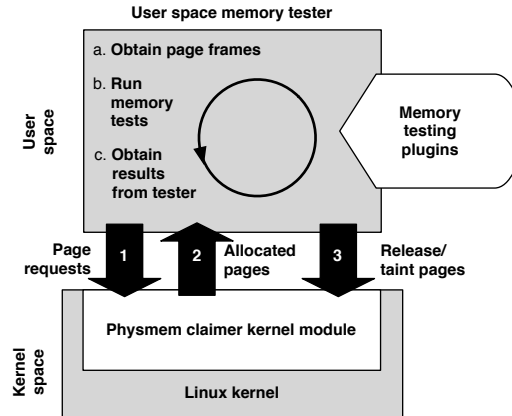 User space memory tester
a. Obtain page frames
b. Run
memory
tests
c. Obtain
results
from tester
User
space
Memory
testing
plugins
Page
requests
1
2
Allocated
pages
3
Release/
taint pages
Physmem claimer kernel module
Kernel
space
Linux kernel